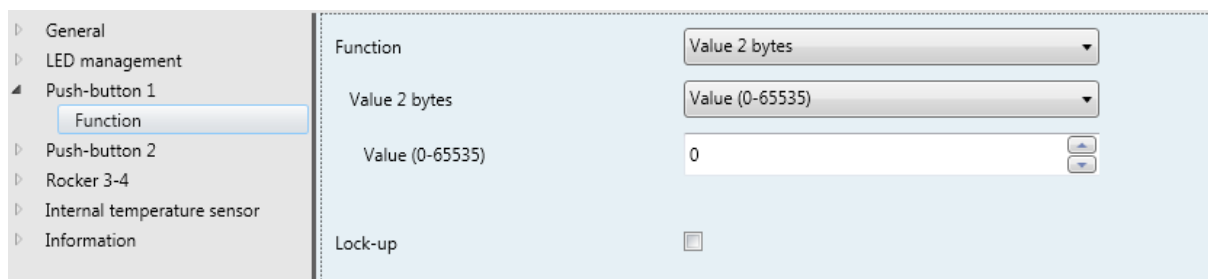 General
LED management
Push-button 1
Function
Push-button 2
Rocker 3-4
Internal temperature sensor
Information
Function
Value 2 bytes
Value 2 bytes
Value (0-65535)
Value (0-65535)
0
Lock-up